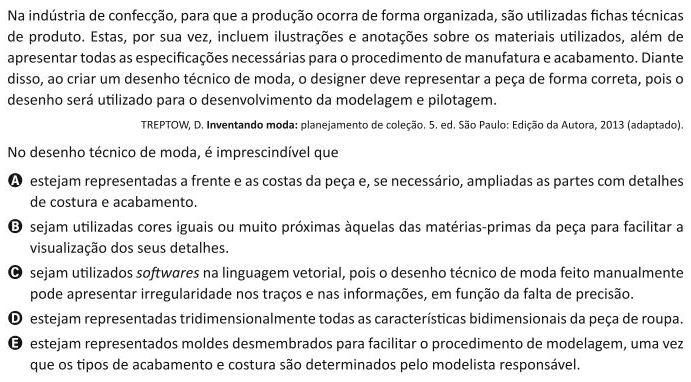 Na indústria de confecção, para que a produção ocorra de forma organizada, são utilizadas fichas técnicas
de produto. Estas, por sua vez, incluem ilustrações e anotações sobre os materiais utilizados, além de
apresentar todas as especificações necessárias para o procedimento de manufatura e acabamento. Diante
disso, ao criar um desenho técnico de moda, o designer deve representar a peça de forma correta, pois o
desenho será utilizado para o desenvolvimento da modelagem e pilotagem.
TREPTOW, D. Inventando moda: planejamento de coleção. 5. ed. São Paulo: Edição da Autora, 2013 (adaptado).
No desenho técnico de moda, é imprescindível que
A estejam representadas a frente e as costas da peça e, se necessário, ampliadas as partes com detalhes
de costura e acabamento.
B sejam utilizadas cores iguais ou muito próximas àquelas das matérias-primas da peça para facilitar a
visualização dos seus detalhes.
C sejam utilizados softwares na linguagem vetorial, pois o desenho técnico de moda feito manualmente
pode apresentar irregularidade nos traços e nas informações, em função da falta de precisão.
D estejam representadas tridimensionalmente todas as características bidimensionais da peça de roupa.
E estejam representados moldes desmembrados para facilitar o procedimento de modelagem, uma vez
que os tipos de acabamento e costura são determinados pelo modelista responsável.